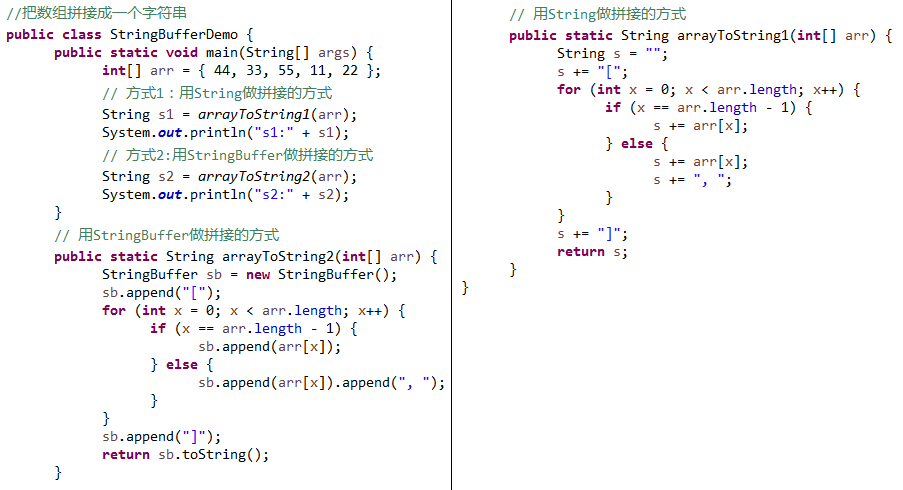 //把数组拼接成一个字符串
public class StringBufferDemo {
public static void main(String[] args) {
int[] arr = { 44, 33, 55, 11, 22 };
// 方式1：用String做拼接的方式
String s1 = arrayToString1(arr);
System.out.println("s1:" + s1);
// 方式2:用StringBuffer做拼接的方式
String s2 = arrayToString2(arr);
System.out.println("s2:" + s2);
}
// 用StringBuffer做拼接的方式
public static String arrayToString2(int[] arr) {
StringBuffer sb = new StringBuffer();
sb.append("[");
for (int x = 0; x < arr.length; x++) {
if (x == arr.length - 1) {
sb.append(arr[x]);
} else {
sb.append(arr[x]).append(", ");
}
}
sb.append("]");
return sb.toString();
}
// 用String做拼接的方式
public static String arrayToString1(int[] arr) {
String s = "";
s += "[";
for (int x = 0; x < arr.length; x++) {
if (x == arr.length - 1) {
s += arr[x];
} else {
s += arr[x];
s += ", ";
}
}
s += "]";
return s;
}
}